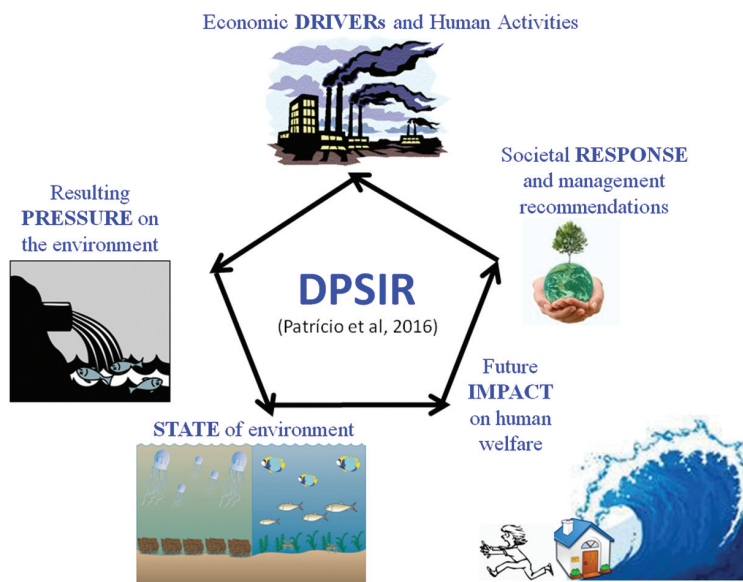 Economic DRIVERs and Human Activities
Societal RESPONSE
and management
recommendations
Resulting
PRESSURE on
the environment
DPSIR
(Patrício et al, 2016)
Future
IMPACT
on human
welfare
STATE of environment